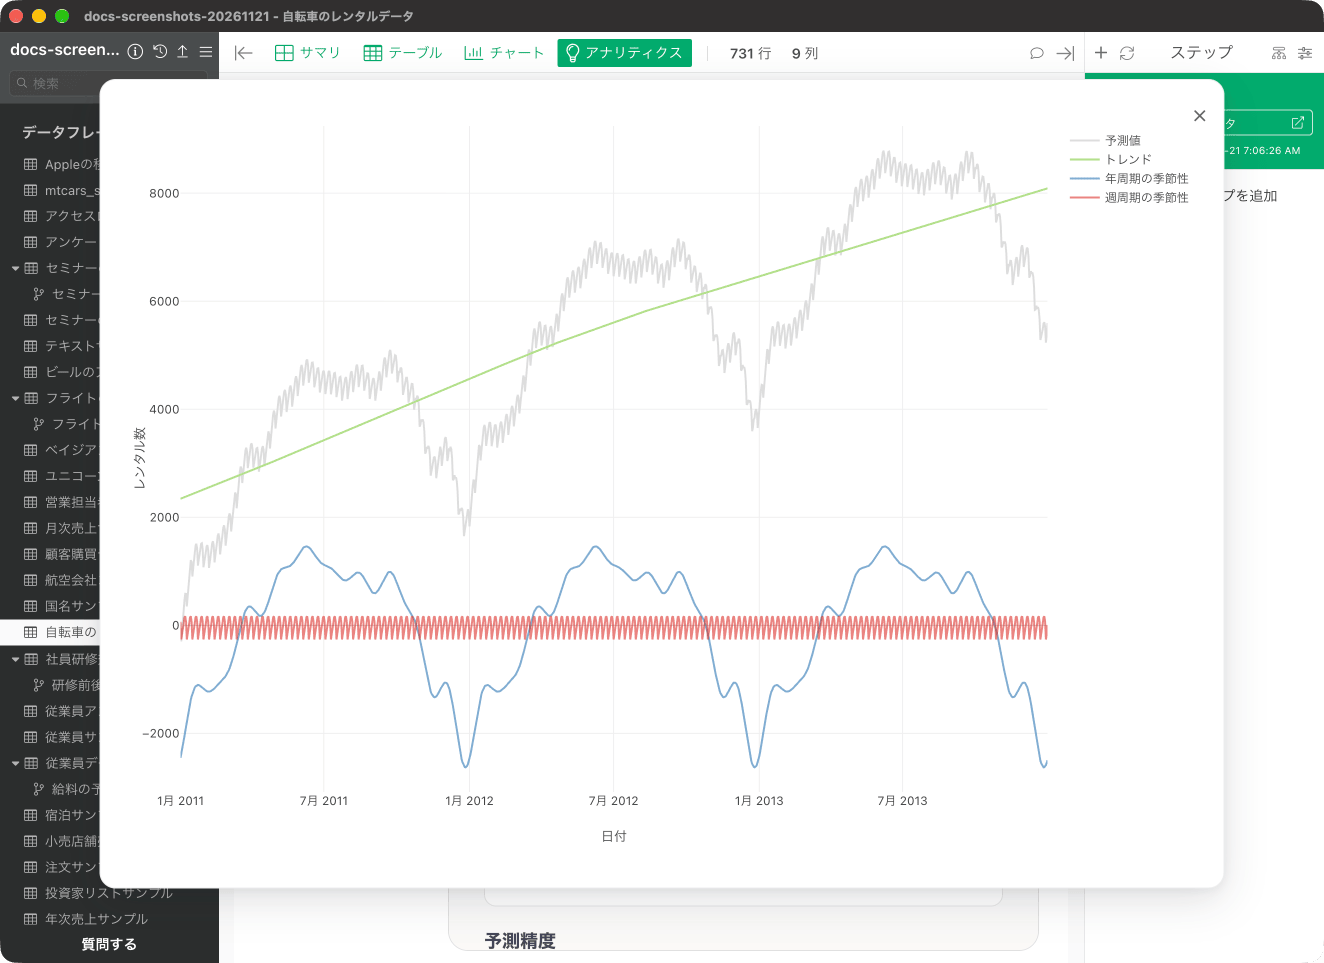 docs-screenshots-20261121 - 自転車のレンタルデータ
docs-screen...
検索
データフレー
Appleの
mtcars_s
アクセス
アンケー
セミナー
セミナー
セミナー
テキスト
ビールの
フライト
フライト
ベイジア
ユニコー
営業担当
月次売上
顧客購買
航空会社
国名サン
自転車の
社員研修
研修前後
従業員ア
従業員サ
従業員デ
給料の予
宿泊サン
小売店舗
注文サン
投資家リストサンプル
年次売上サンプル
質問する
サマリ
テーブル
チャート
アナリティクス
731 行
9 列
ステップ
タ
-21 7:06:26 AM
プを追加
予測値
トレンド
年周期の季節性
週周期の季節性
レンタル数
8000
6000
4000
2000
0
−2000
1月 2011
7月 2011
1月 2012
7月 2012
1月 2013
7月 2013
日付
予測精度